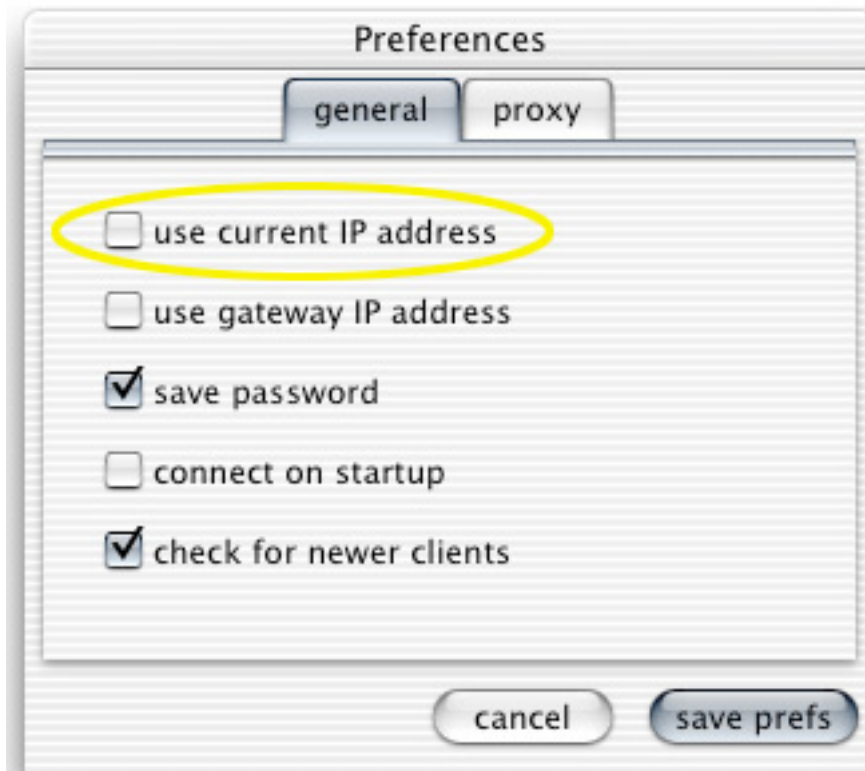 Preferences
general proxy
use current IP address
use gateway IP address
save password
connect on startup
check for newer clients
cancel save prefs